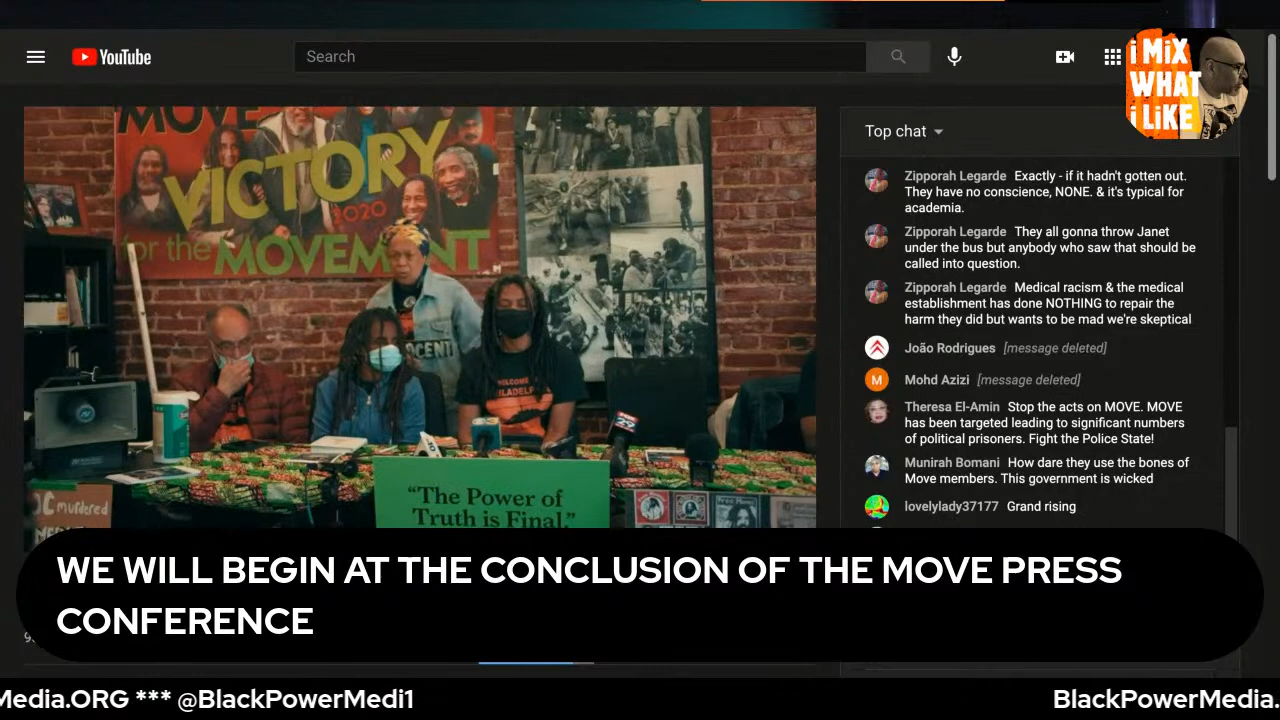 YouTube
Search
i MiX
WHAT
i LiKE
Top chat
MOVE
VICTORY
for the MOVEMENT
Zipporah Legarde Exactly - if it hadn't gotten out.
They have no conscience, NONE. & it's typical for
academia.
Zipporah Legarde They all gonna throw Janet
under the bus but anybody who saw that should be
called into question.
Zipporah Legarde Medical racism & the medical
establishment has done NOTHING to repair the
harm they did but wants to be mad we're skeptical
João Rodrigues [message deleted]
M
Mohd Azizi [message deleted]
Theresa El-Amin Stop the acts on MOVE. MOVE
has been targeted leading to significant numbers
of political prisoners. Fight the Police State!
Munirah Bomani How dare they use the bones of
Move members. This government is wicked
lovelylady37177 Grand rising
WELCOME
29
murdered
"The Power of
Truth is Final."
WE WILL BEGIN AT THE CONCLUSION OF THE MOVE PRESS
CONFERENCE
Media.ORG *** @BlackPowerMedi1
BlackPowerMedia.